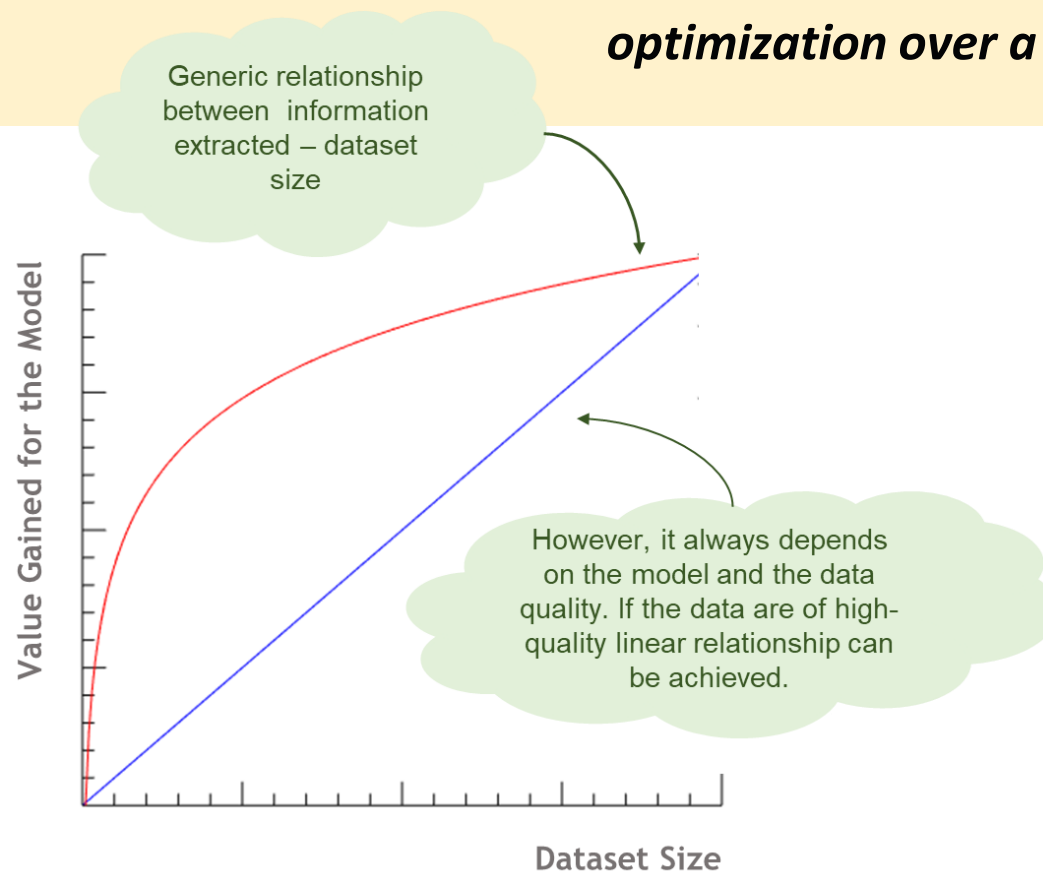 optimization over a
Generic relationship
between information
extracted – dataset
size
Value Gained for the Model
However, it always depends
on the model and the data
quality. If the data are of high-
quality linear relationship can
be achieved.
Dataset Size